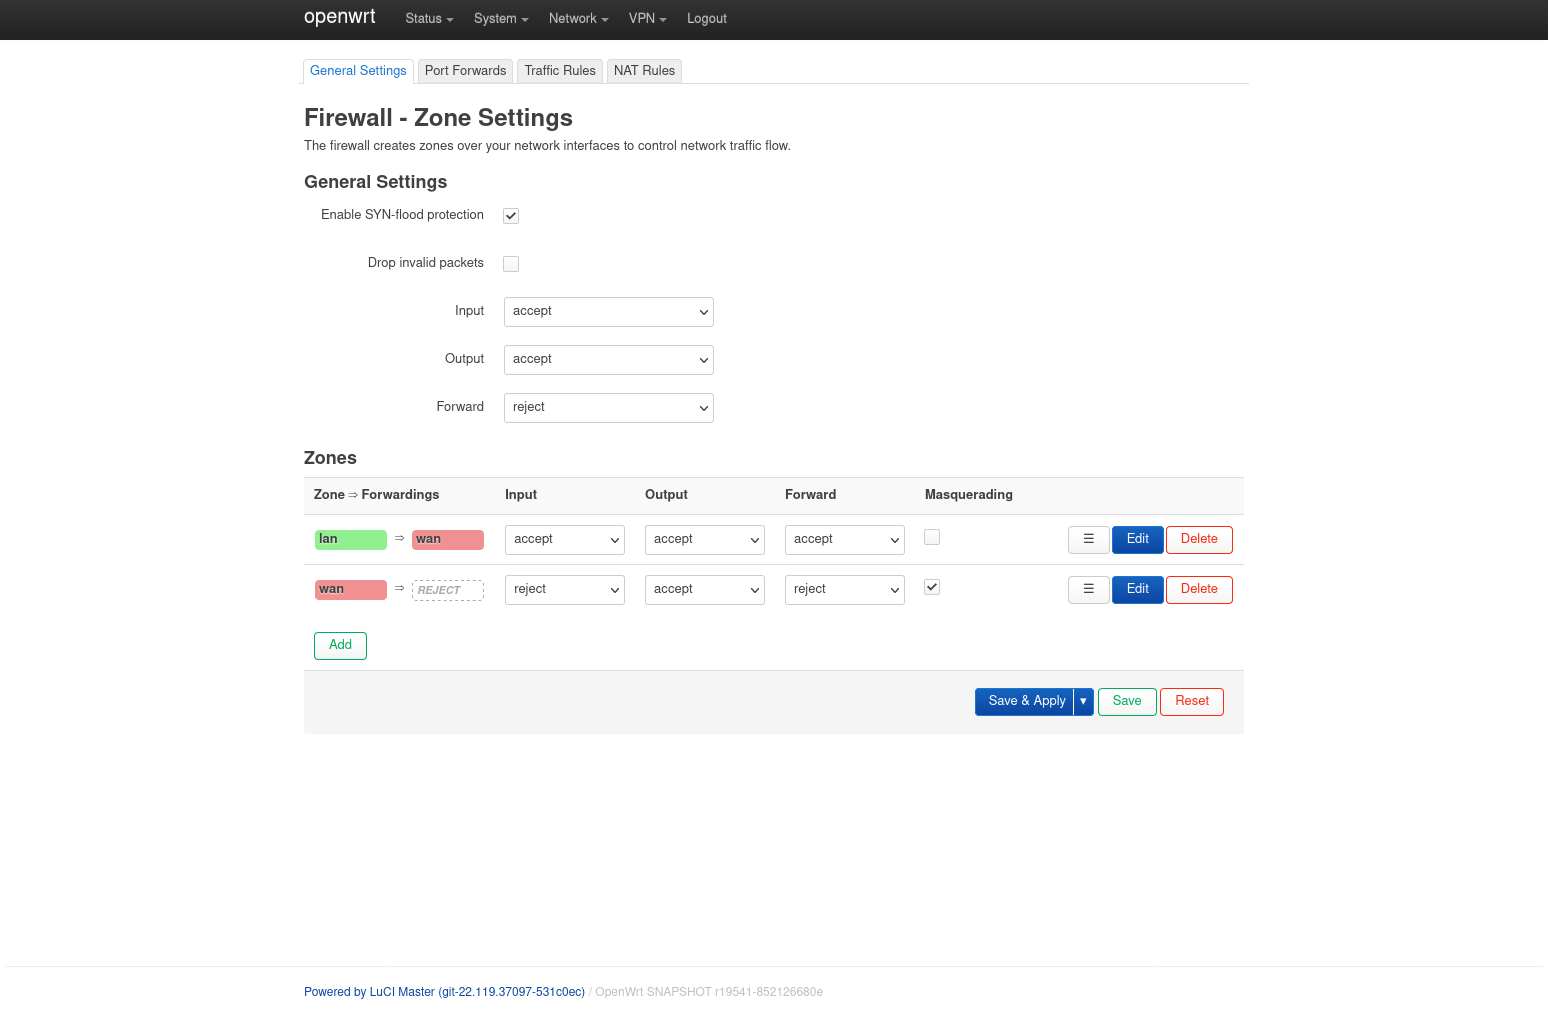 openwrt Status System Network VPN Logout
General Settings Port Forwards Traffic Rules NAT Rules
Firewall - Zone Settings
The firewall creates zones over your network interfaces to control network traffic flow.
General Settings
Enable SYN-flood protection
Drop invalid packets
Input accept
Output accept
Forward reject
Zones
Zone ⇒ Forwardings Input Output Forward Masquerading
lan ⇒ wan accept accept accept ☰ Edit Delete
wan ⇒ REJECT reject accept reject ☰ Edit Delete
Add
Save & Apply ▾ Save Reset
Powered by LuCI Master (git-22.119.37097-531c0ec) / OpenWrt SNAPSHOT r19541-852126680e